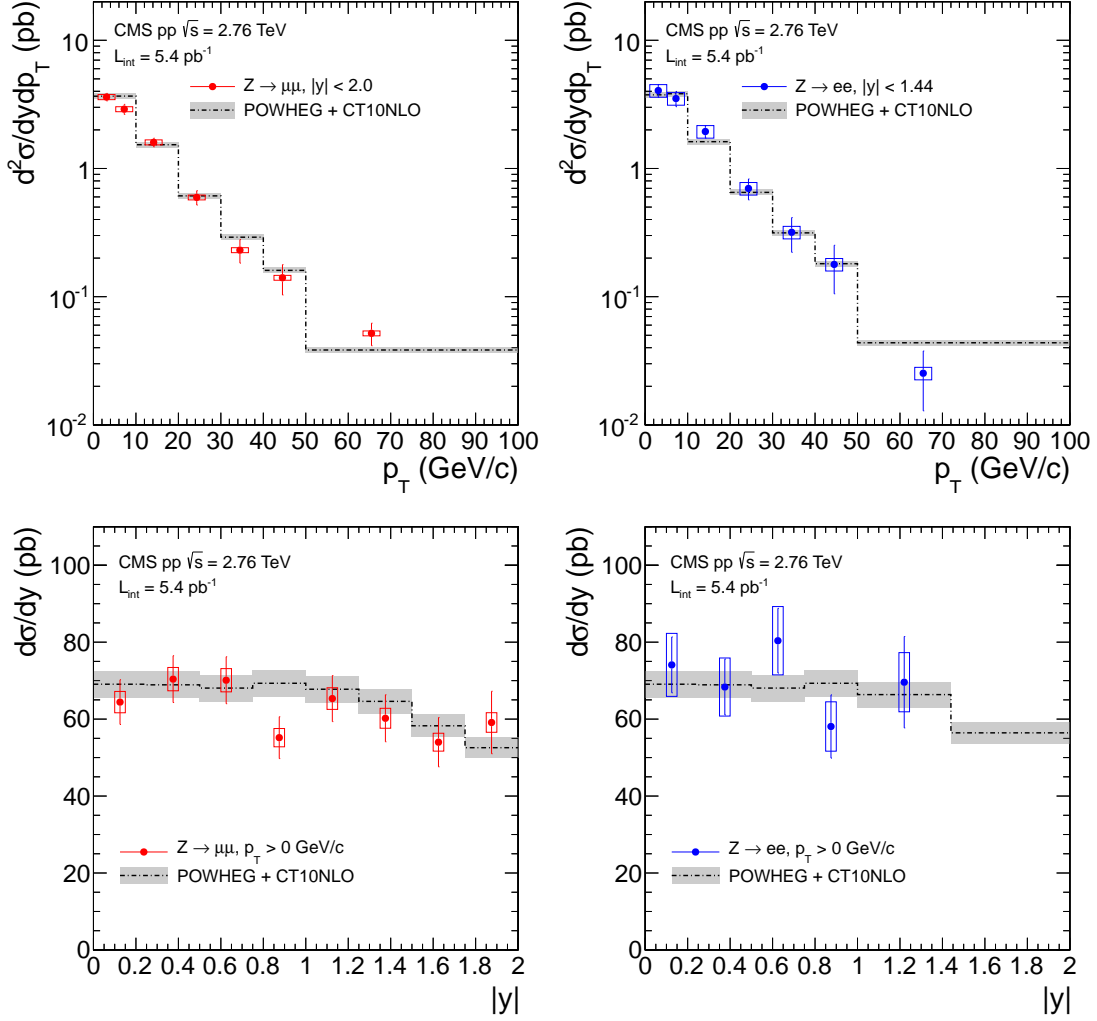 d²σ/dydp_T (pb)
CMS pp √s = 2.76 TeV
L_int = 5.4 pb⁻¹
Z → μμ, |y| < 2.0
POWHEG + CT10NLO
10
1
10⁻¹
10⁻²
0 10 20 30 40 50 60 70 80 90 100
p_T (GeV/c)
d²σ/dydp_T (pb)
CMS pp √s = 2.76 TeV
L_int = 5.4 pb⁻¹
Z → ee, |y| < 1.44
POWHEG + CT10NLO
10
1
10⁻¹
10⁻²
0 10 20 30 40 50 60 70 80 90 100
p_T (GeV/c)
dσ/dy (pb)
CMS pp √s = 2.76 TeV
L_int = 5.4 pb⁻¹
100
80
60
40
20
0
Z → μμ, p_T > 0 GeV/c
POWHEG + CT10NLO
0 0.2 0.4 0.6 0.8 1 1.2 1.4 1.6 1.8 2
|y|
dσ/dy (pb)
CMS pp √s = 2.76 TeV
L_int = 5.4 pb⁻¹
100
80
60
40
20
0
Z → ee, p_T > 0 GeV/c
POWHEG + CT10NLO
0 0.2 0.4 0.6 0.8 1 1.2 1.4 1.6 1.8 2
|y|